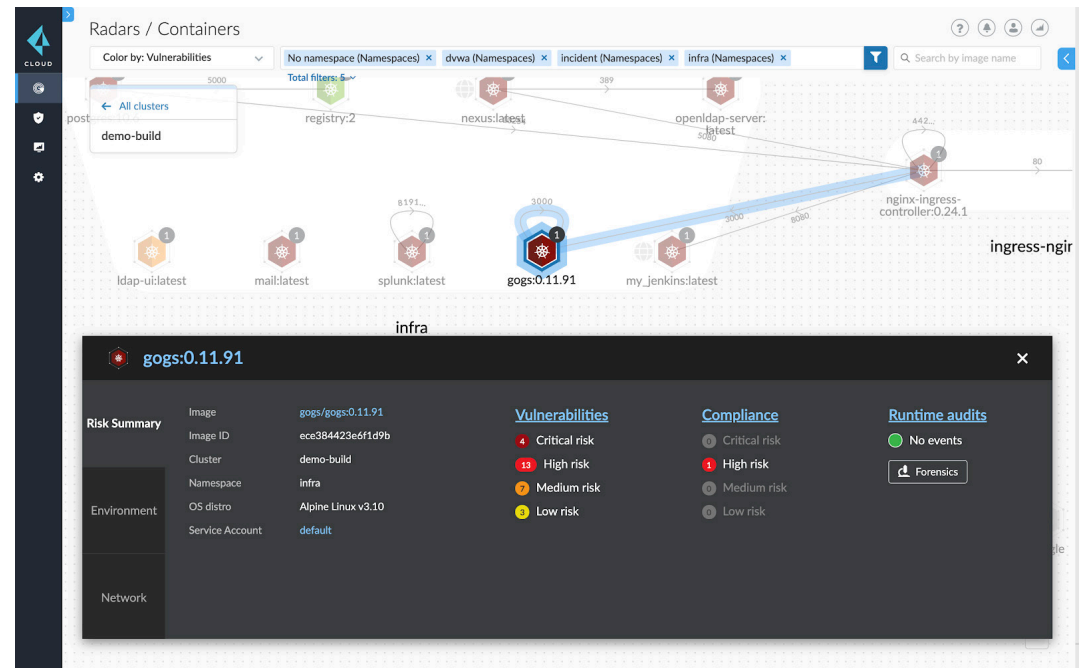 Radars / Containers
CLOUD
Color by: Vulnerabilities
No namespace (Namespaces) × dvwa (Namespaces) × incident (Namespaces) × infra (Namespaces) ×
Search by image name
Total filters: 5
← All clusters
demo-build
5000
389
registry:2
nexus:latest
openldap-server:
latest
5080
442...
80
1
nginx-ingress-
controller:0.24.1
8191...
3000
3000
8080
1
1
1
1
1
ldap-ui:latest
mail:latest
splunk:latest
gogs:0.11.91
my_jenkins:latest
ingress-ngir
infra
gogs:0.11.91
Risk Summary
Environment
Network
Image gogs/gogs:0.11.91
Image ID ece384423e6f1d9b
Cluster demo-build
Namespace infra
OS distro Alpine Linux v3.10
Service Account default
Vulnerabilities
4 Critical risk
13 High risk
7 Medium risk
3 Low risk
Compliance
0 Critical risk
1 High risk
0 Medium risk
0 Low risk
Runtime audits
No events
Forensics